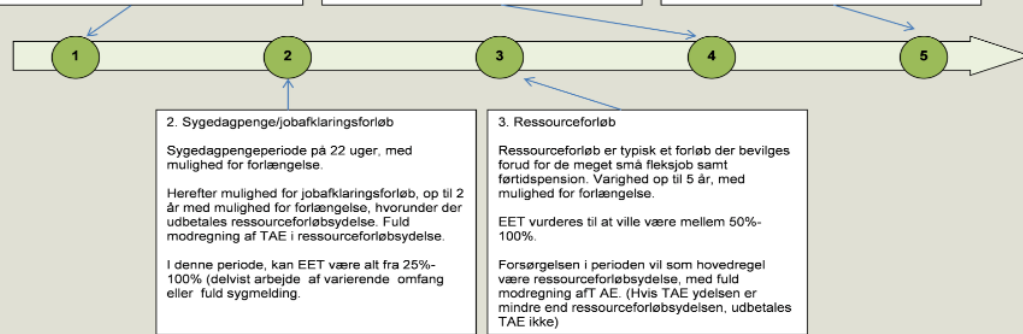 1
2
3
4
5
2. Sygedagpenge/jobafklaringsforløb
Sygedagpengeperiode på 22 uger, med
mulighed for forlængelse.
Herefter mulighed for jobafklaringsforløb, op til 2
år med mulighed for forlængelse, hvorunder der
udbetales ressourceforløbsydelse. Fuld
modregning af TAE i ressourceforløbsydelse.
I denne periode, kan EET være alt fra 25%-
100% (delvist arbejde af varierende omfang
eller fuld sygmelding.
3. Ressourceforløb
Ressourceforløb er typisk et forløb der bevilges
forud for de meget små fleksjob samt
førtidspension. Varighed op til 5 år, med
mulighed for forlængelse.
EET vurderes til at ville være mellem 50%-
100%.
Forsørgelsen i perioden vil som hovedregel
være ressourceforløbsydelse, med fuld
modregning afT AE. (Hvis TAE ydelsen er
mindre end ressourceforløbsydelsen, udbetales
TAE ikke)